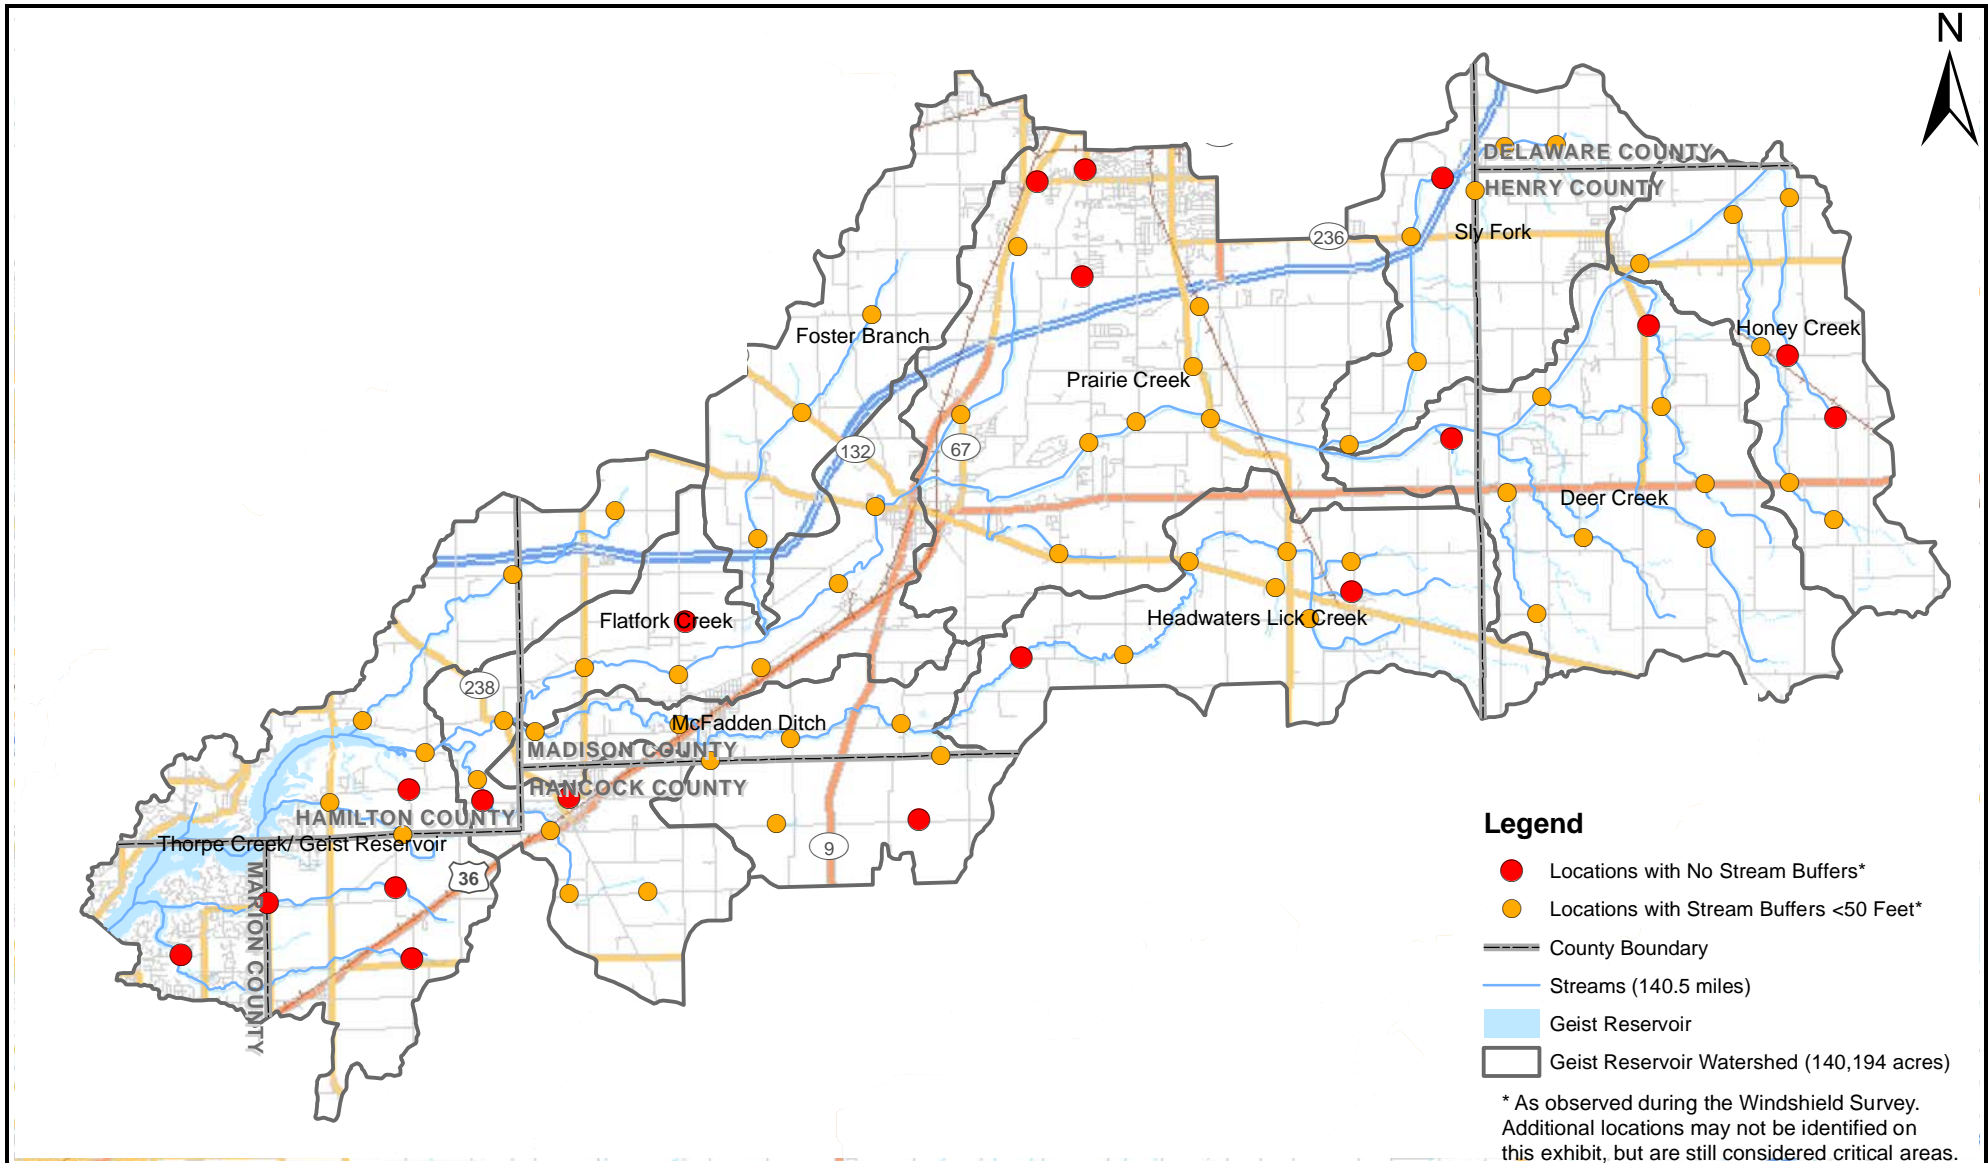 N
DELAWARE COUNTY
HENRY COUNTY
236
Sly Fork
Foster Branch
Honey Creek
Prairie Creek
132
67
Deer Creek
Flatfork Creek
Headwaters Lick Creek
238
McFadden Ditch
MADISON COUNTY
HANCOCK COUNTY
HAMILTON COUNTY
Thorpe Creek/ Geist Reservoir
9
36
MARION COUNTY
Legend
Locations with No Stream Buffers*
Locations with Stream Buffers <50 Feet*
County Boundary
Streams (140.5 miles)
Geist Reservoir
Geist Reservoir Watershed (140,194 acres)
* As observed during the Windshield Survey.
Additional locations may not be identified on
this exhibit, but are still considered critical areas.